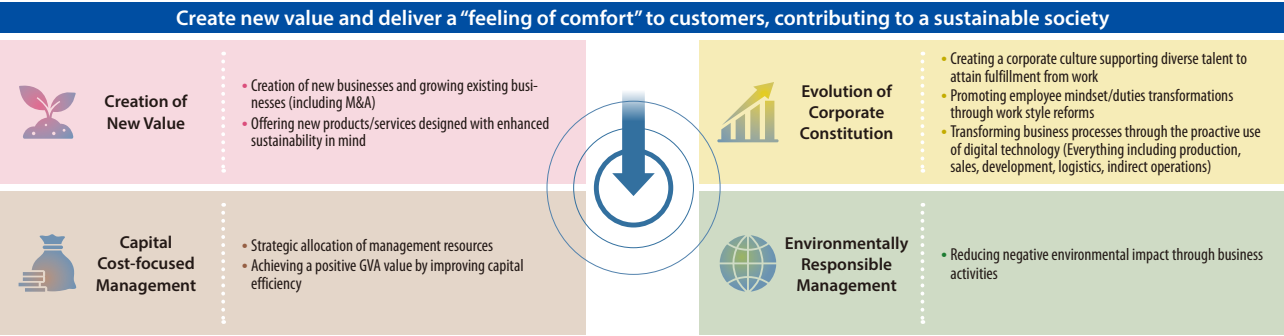 Create new value and deliver a “feeling of comfort” to customers, contributing to a sustainable society
Creation of
New Value
• Creation of new businesses and growing existing busi-
nesses (including M&A)
• Offering new products/services designed with enhanced
sustainability in mind
Evolution of
Corporate
Constitution
• Creating a corporate culture supporting diverse talent to
attain fulfillment from work
• Promoting employee mindset/duties transformations
through work style reforms
• Transforming business processes through the proactive use
of digital technology (Everything including production,
sales, development, logistics, indirect operations)
Capital
Cost-focused
Management
• Strategic allocation of management resources
• Achieving a positive GVA value by improving capital
efficiency
Environmentally
Responsible
Management
• Reducing negative environmental impact through business
activities